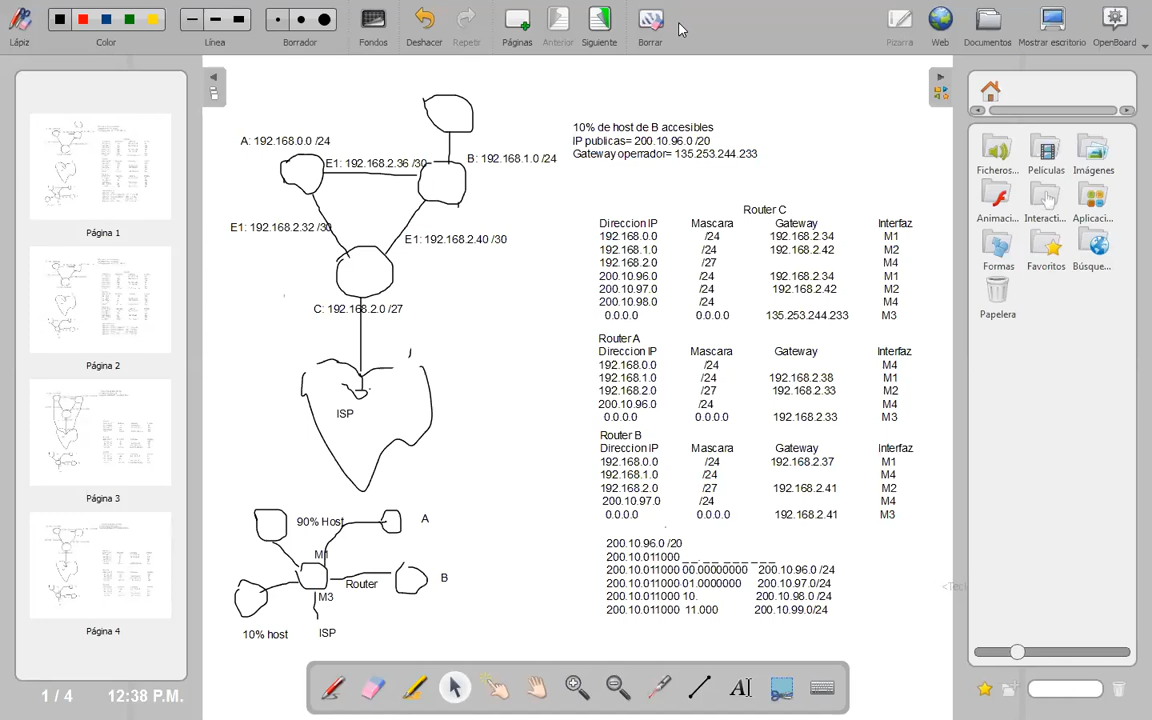 Lápiz
Color
Línea
Borrador
Fondos
Deshacer
Repetir
Páginas
Anterior
Siguiente
Borrar
Pizarra
Web
Documentos
Mostrar escritorio
OpenBoard
Página 1
Página 2
Página 3
Página 4
1 / 4
12:38 P.M.
A: 192.168.0.0 /24
E1: 192.168.2.36 /30
B: 192.168.1.0 /24
E1: 192.168.2.32 /30
E1: 192.168.2.40 /30
C: 192.168.2.0 /27
ISP
90% Host
A
M1
Router
B
M3
10% host
ISP
10% de host de B accesibles
IP publicas= 200.10.96.0 /20
Gateway operrador= 135.253.244.233
Router C
Direccion IP Mascara Gateway Interfaz
192.168.0.0 /24 192.168.2.34 M1
192.168.1.0 /24 192.168.2.42 M2
192.168.2.0 /27 M4
200.10.96.0 /24 192.168.2.34 M1
200.10.97.0 /24 192.168.2.42 M2
200.10.98.0 /24 M4
0.0.0.0 0.0.0.0 135.253.244.233 M3
Router A
Direccion IP Mascara Gateway Interfaz
192.168.0.0 /24 M4
192.168.1.0 /24 192.168.2.38 M1
192.168.2.0 /27 192.168.2.33 M2
200.10.96.0 /24 M4
0.0.0.0 0.0.0.0 192.168.2.33 M3
Router B
Direccion IP Mascara Gateway Interfaz
192.168.0.0 /24 192.168.2.37 M1
192.168.1.0 /24 M4
192.168.2.0 /27 192.168.2.41 M2
200.10.97.0 /24 M4
0.0.0.0 0.0.0.0 192.168.2.41 M3
200.10.96.0 /20
200.10.011000 _ _ _ _ _ _ _ _ _ _
200.10.011000 00.00000000 200.10.96.0 /24
200.10.011000 01.0000000 200.10.97.0/24
200.10.011000 10. 200.10.98.0 /24
200.10.011000 11.000 200.10.99.0/24
Ficheros...
Películas
Imágenes
Animaci...
Interacti...
Aplicaci...
Formas
Favoritos
Búsque...
Papelera